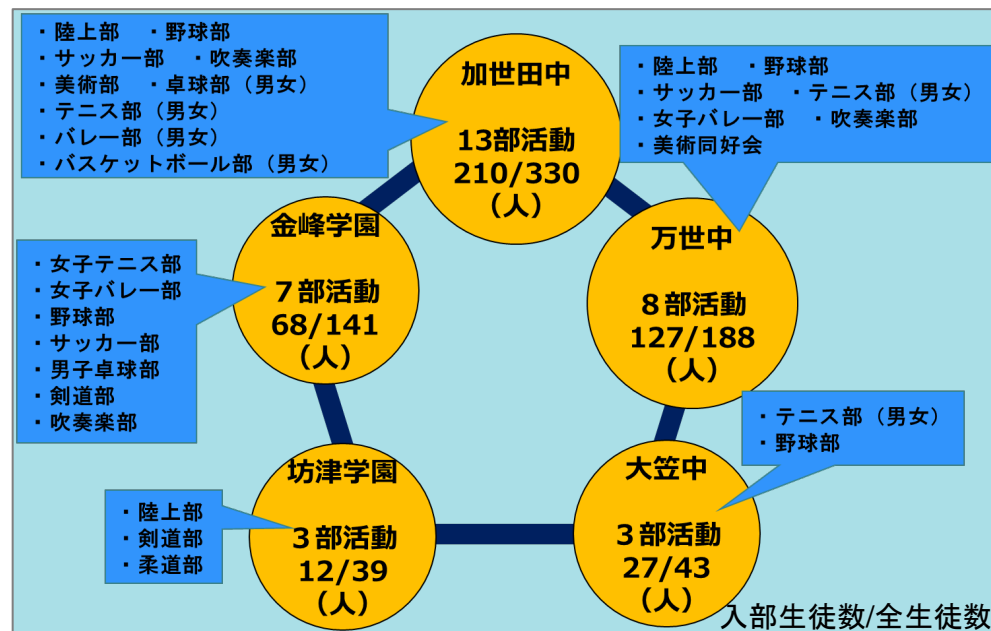 ・陸上部　・野球部
・サッカー部　・吹奏楽部
・美術部　・卓球部（男女）
・テニス部（男女）
・バレー部（男女）
・バスケットボール部（男女）
加世田中
13部活動
210/330
（人）
・陸上部　・野球部
・サッカー部　・テニス部（男女）
・女子バレー部　・吹奏楽部
・美術同好会
万世中
８部活動
127/188
（人）
金峰学園
７部活動
68/141
（人）
・女子テニス部
・女子バレー部
・野球部
・サッカー部
・男子卓球部
・剣道部
・吹奏楽部
坊津学園
３部活動
12/39
（人）
・陸上部
・剣道部
・柔道部
大笠中
３部活動
27/43
（人）
・テニス部（男女）
・野球部
入部生徒数/全生徒数